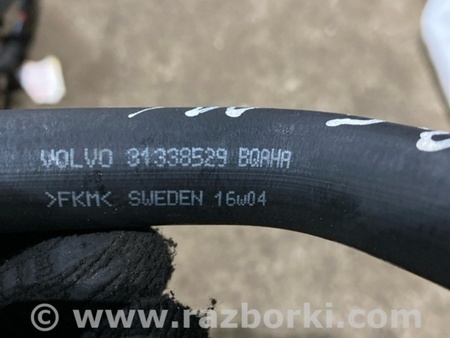 VOLVO 31338529 BQAHA
>FKM< SWEDEN 16w04
© www.razborki.com